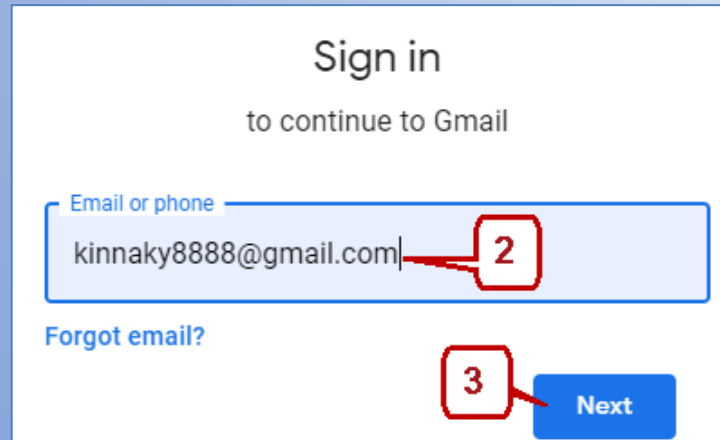 Sign in
to continue to Gmail
Email or phone
kinnaky8888@gmail.com
2
Forgot email?
3
Next